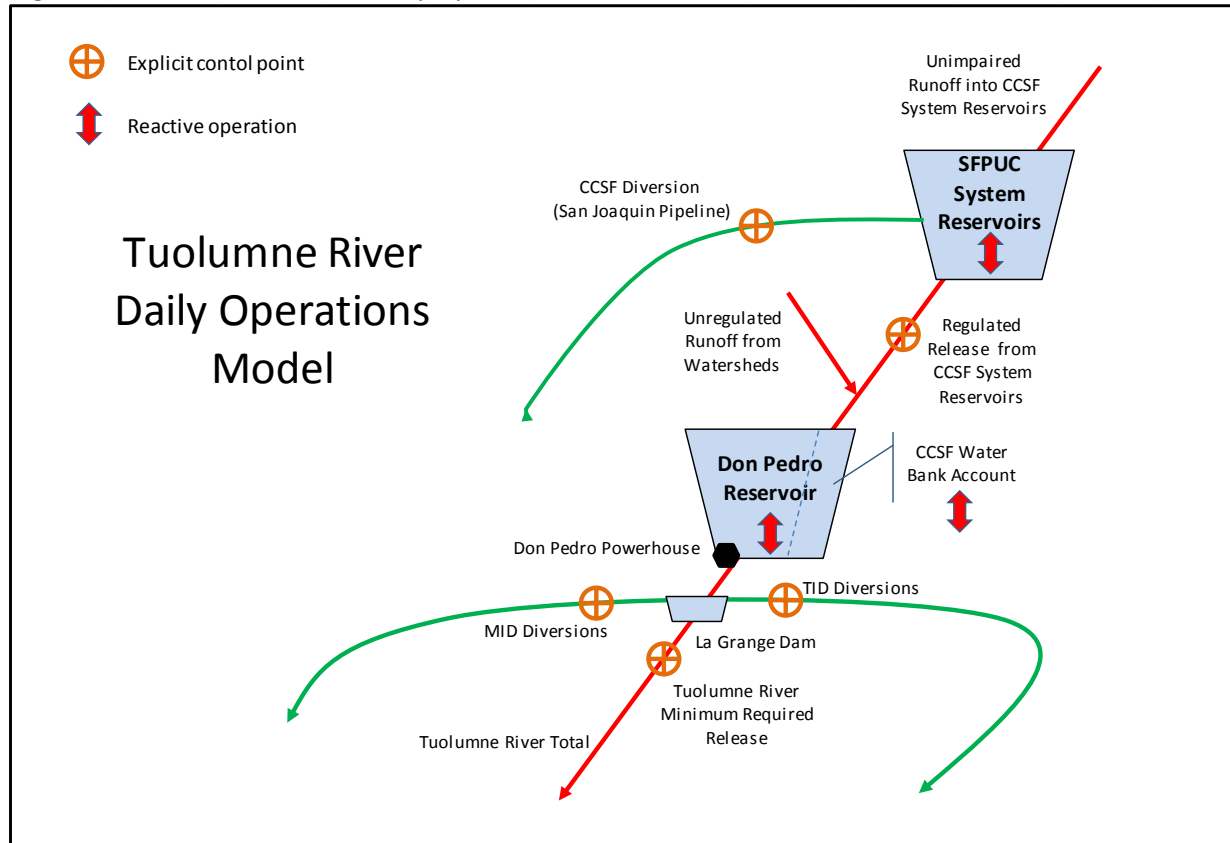 Explicit contol point
Reactive operation
Tuolumne River
Daily Operations
Model
Unimpaired
Runoff into CCSF
System Reservoirs
SFPUC
System
Reservoirs
CCSF Diversion
(San Joaquin Pipeline)
Unregulated
Runoff from
Watersheds
Regulated
Release from
CCSF System
Reservoirs
Don Pedro
Reservoir
CCSF Water
Bank Account
Don Pedro Powerhouse
TID Diversions
MID Diversions
La Grange Dam
Tuolumne River
Minimum Required
Release
Tuolumne River Total